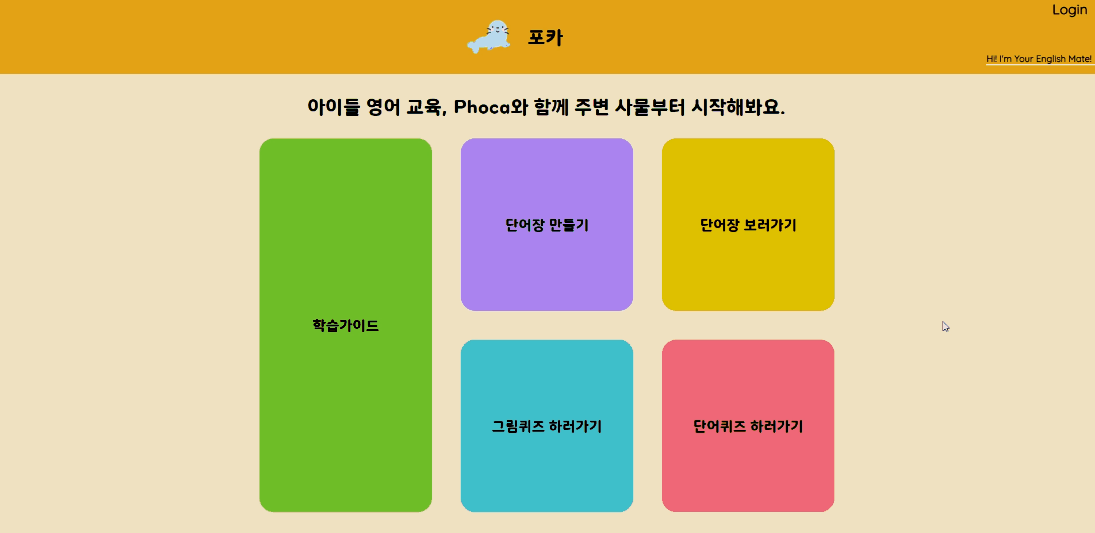 Login
포카
Hi! I'm Your English Mate!
아이들 영어 교육, Phoca와 함께 주변 사물부터 시작해봐요.
학습가이드
단어장 만들기
단어장 보러가기
그림퀴즈 하러가기
단어퀴즈 하러가기